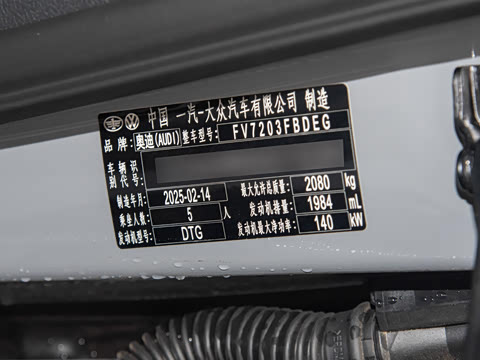 中国 一汽-大众汽车有限公司 制造
品牌: 奥迪(AUDI) 整车型号: FV7203FBDEG
车辆识别代号:
制造年月: 2025-02-14 最大允许总质量: 2080 kg
乘坐人数: 5 人 发动机排量: 1984 mL
发动机型号: DTG 发动机最大净功率: 140 kW